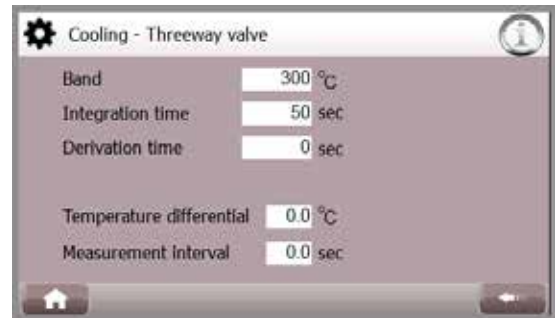 Cooling - Threeway valve
Band 300 °C
Integration time 50 sec
Derivation time 0 sec
Temperature differential 0.0 °C
Measurement interval 0.0 sec